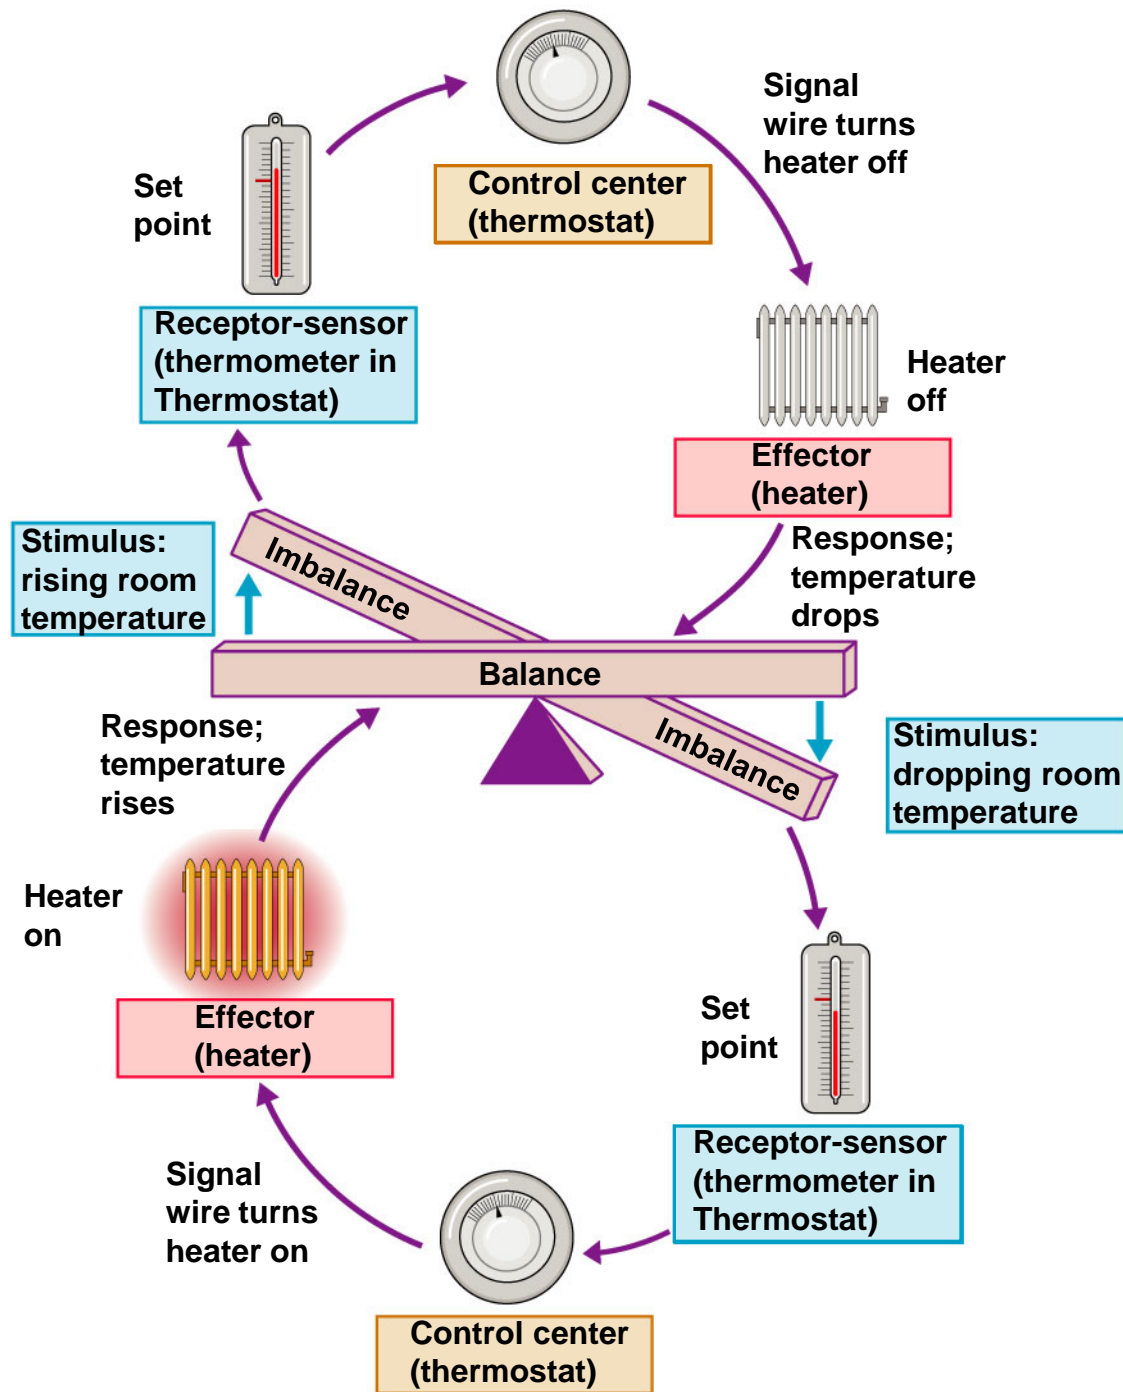 Signal
wire turns
heater off
Set
point
Control center
(thermostat)
Receptor-sensor
(thermometer in
Thermostat)
Heater
off
Effector
(heater)
Stimulus:
rising room
temperature
Imbalance
Response;
temperature
drops
Balance
Response;
temperature
rises
Imbalance
Stimulus:
dropping room
temperature
Heater
on
Effector
(heater)
Set
point
Receptor-sensor
(thermometer in
Thermostat)
Signal
wire turns
heater on
Control center
(thermostat)